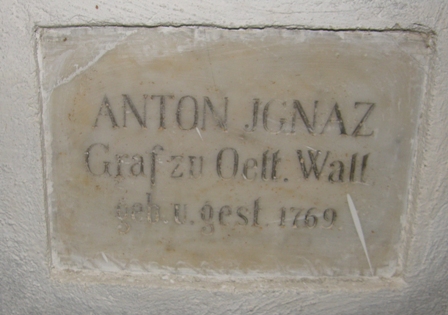 ANTON JGNAZ
Graf zu Oett. Wall
geb. u. gest. 1769